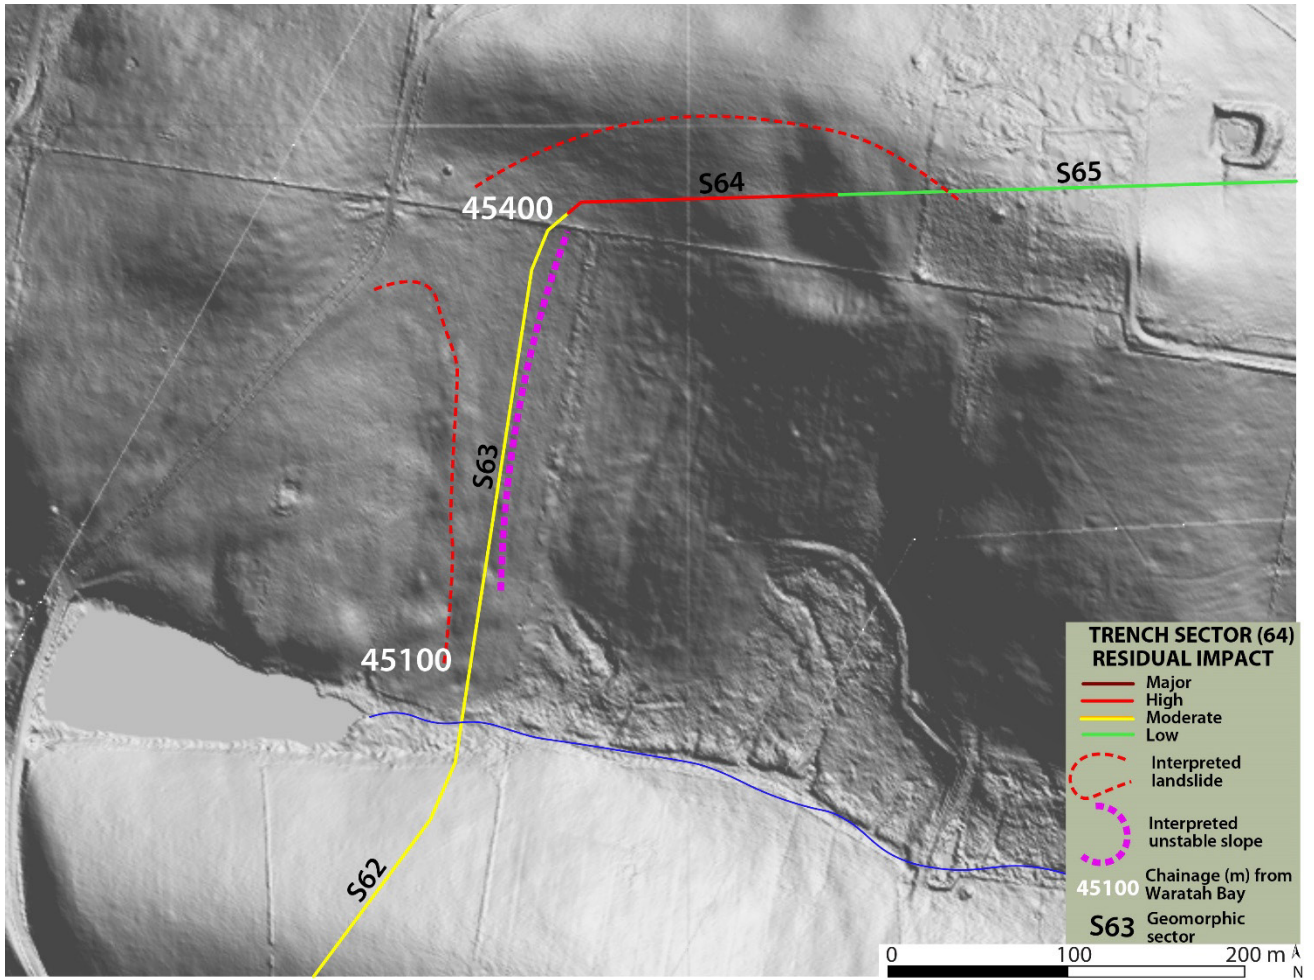 S65
S64
45400
S63
45100
S62
TRENCH SECTOR (64)
RESIDUAL IMPACT
Major
High
Moderate
Low
Interpreted
landslide
Interpreted
unstable slope
45100 Chainage (m) from
Waratah Bay
S63 Geomorphic
sector
0 100 200 m
N